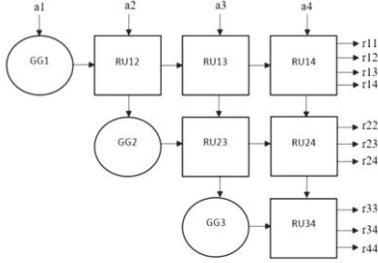 a1 a2 a3 a4
GG1 RU12 RU13 RU14
r11
r12
r13
r14
GG2 RU23 RU24
r22
r23
r24
GG3 RU34
r33
r34
r44